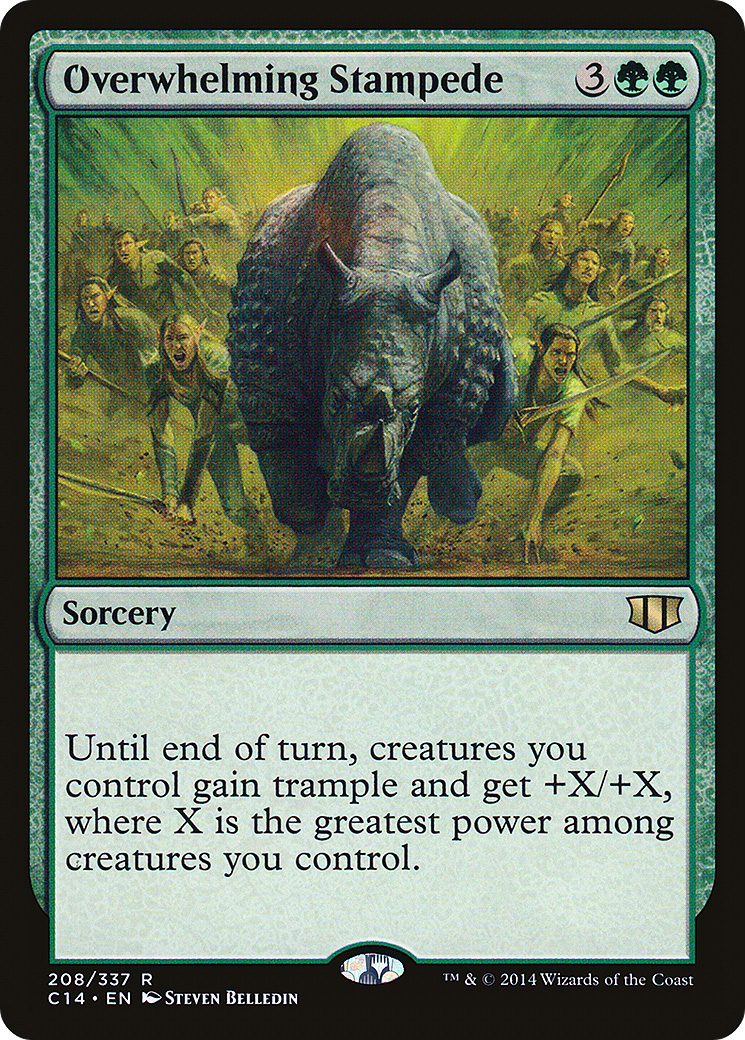 Overwhelming Stampede 3
Sorcery
Until end of turn, creatures you
control gain trample and get +X/+X,
where X is the greatest power among
creatures you control.
208/337 R
C14 • EN Steven Belledin
™ & © 2014 Wizards of the Coast